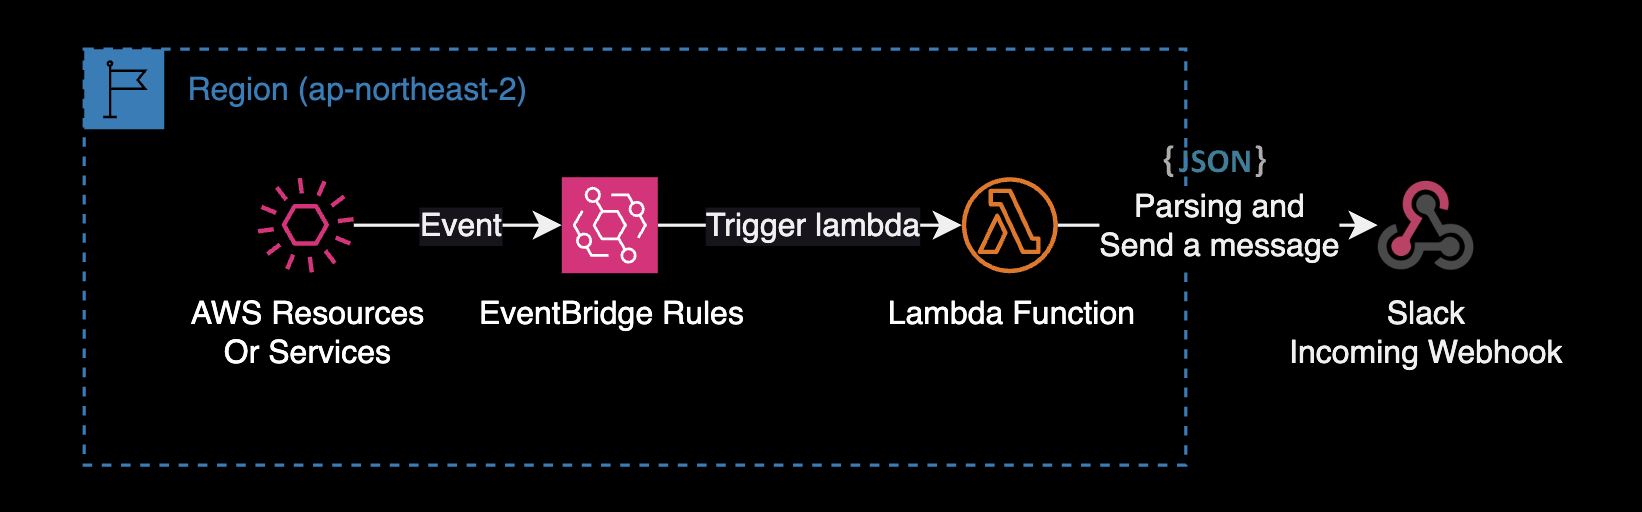 Region (ap-northeast-2)
{JSON}
Event
Trigger lambda
Parsing and
Send a message
AWS Resources
Or Services
EventBridge Rules
Lambda Function
Slack
Incoming Webhook